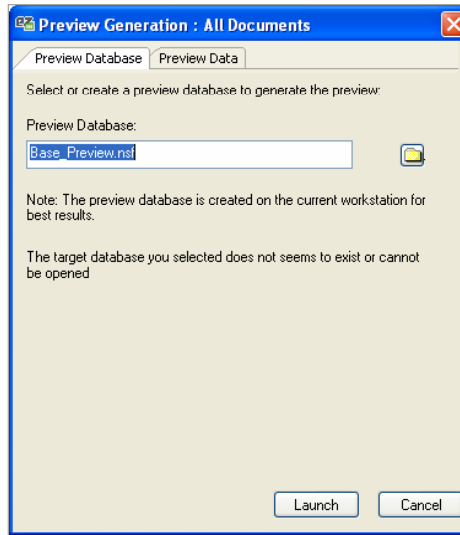 Preview Generation : All Documents
Preview Database Preview Data
Select or create a preview database to generate the preview:
Preview Database:
Base_Preview.nsf
Note: The preview database is created on the current workstation for
best results.
The target database you selected does not seems to exist or cannot
be opened
Launch Cancel